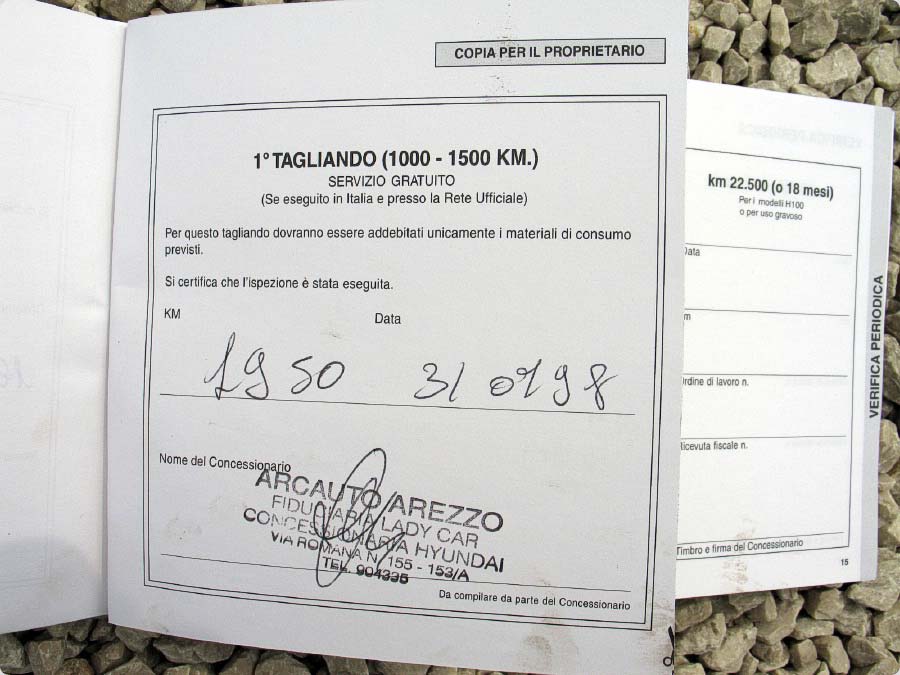 COPIA PER IL PROPRIETARIO
1° TAGLIANDO (1000 - 1500 KM.)
SERVIZIO GRATUITO
(Se eseguito in Italia e presso la Rete Ufficiale)
Per questo tagliando dovranno essere addebitati unicamente i materiali di consumo
previsti.
Si certifica che l'ispezione è stata eseguita.
KM Data
1950 31 07 98
Nome del Concessionario
ARCAUTO AREZZO
FIDUCIARIA LADY CAR
CONCESSIONARIA HYUNDAI
VIA ROMANA N. 155 - 153/A
TEL. 904335
Da compilare da parte del Concessionario
km 22.500 (o 18 mesi)
Per i modelli H100
o per uso gravoso
Data
m
Ordine di lavoro n.
Ricevuta fiscale n.
Timbro e firma del Concessionario
15
VERIFICA PERIODICA